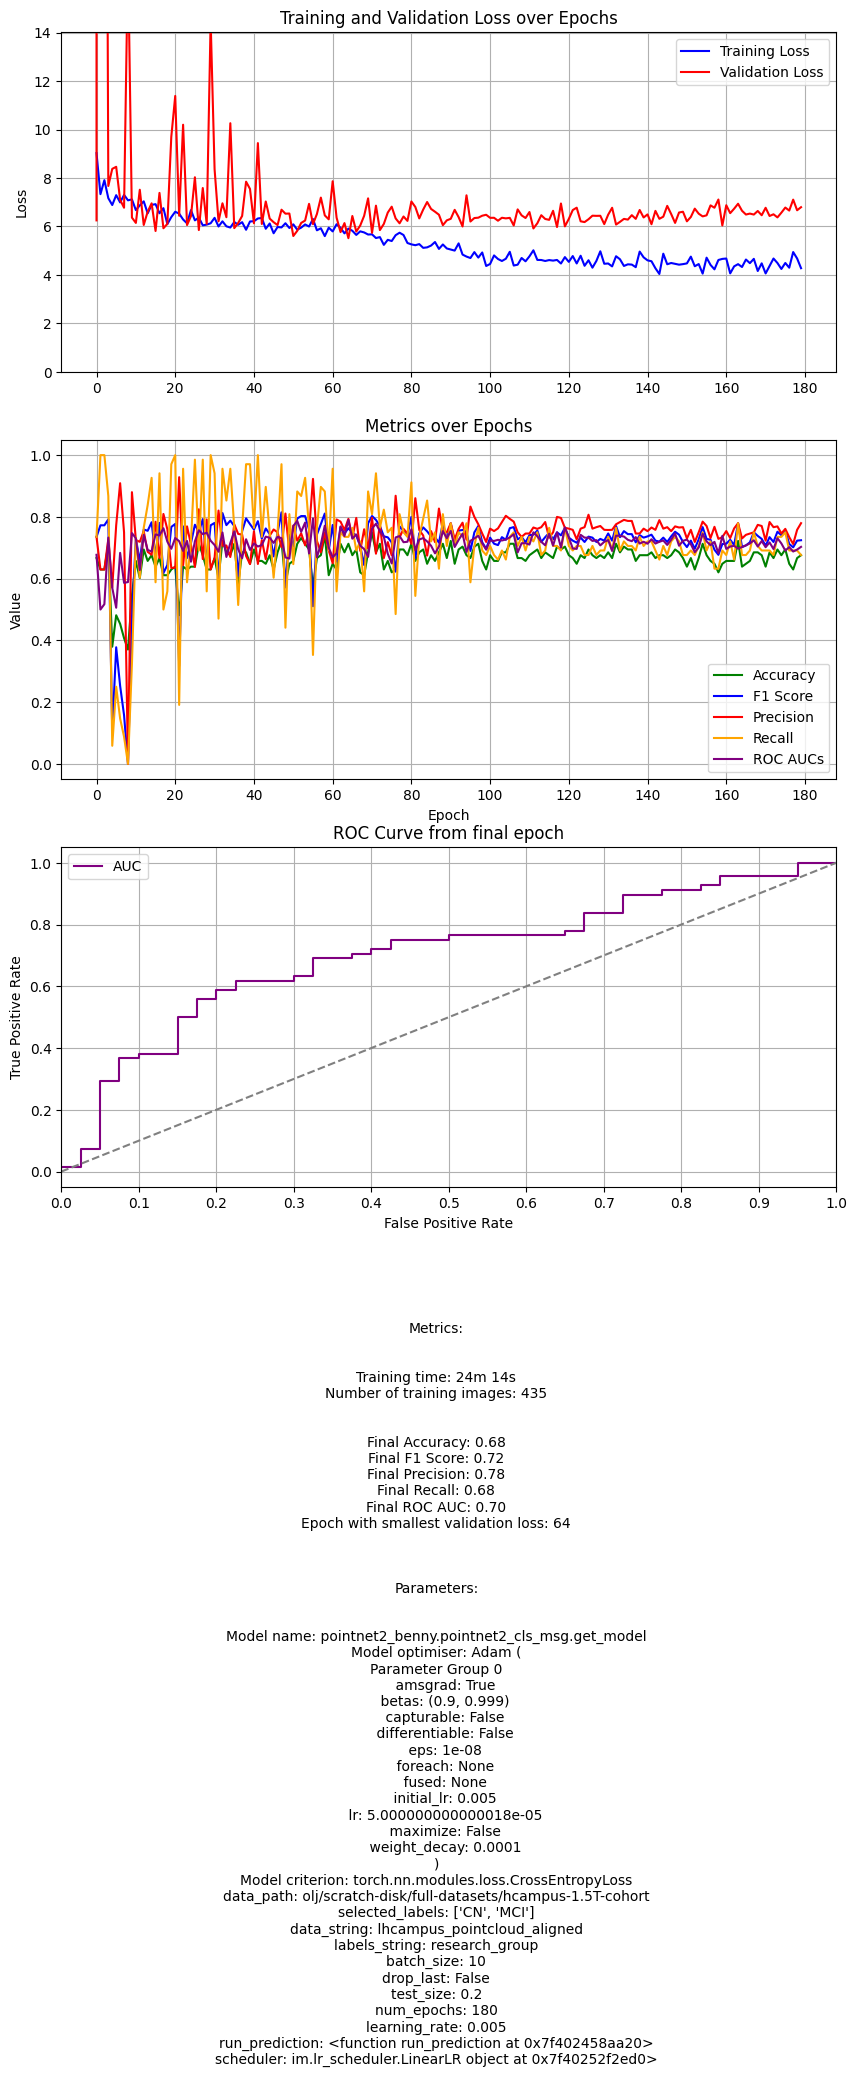 Training and Validation Loss over Epochs
14
12
10
8
6
4
2
0
Loss
Training Loss
Validation Loss
0 20 40 60 80 100 120 140 160 180
Metrics over Epochs
1.0
0.8
0.6
0.4
0.2
0.0
Value
Accuracy
F1 Score
Precision
Recall
ROC AUCs
0 20 40 60 80 100 120 140 160 180
Epoch
ROC Curve from final epoch
1.0
0.8
0.6
0.4
0.2
0.0
True Positive Rate
AUC
0.0 0.1 0.2 0.3 0.4 0.5 0.6 0.7 0.8 0.9 1.0
False Positive Rate
Metrics:
Training time: 24m 14s
Number of training images: 435
Final Accuracy: 0.68
Final F1 Score: 0.72
Final Precision: 0.78
Final Recall: 0.68
Final ROC AUC: 0.70
Epoch with smallest validation loss: 64
Parameters:
Model name: pointnet2_benny.pointnet2_cls_msg.get_model
Model optimiser: Adam (
Parameter Group 0
amsgrad: True
betas: (0.9, 0.999)
capturable: False
differentiable: False
eps: 1e-08
foreach: None
fused: None
initial_lr: 0.005
lr: 5.000000000000018e-05
maximize: False
weight_decay: 0.0001
)
Model criterion: torch.nn.modules.loss.CrossEntropyLoss
data_path: olj/scratch-disk/full-datasets/hcampus-1.5T-cohort
selected_labels: ['CN', 'MCI']
data_string: lhcampus_pointcloud_aligned
labels_string: research_group
batch_size: 10
drop_last: False
test_size: 0.2
num_epochs: 180
learning_rate: 0.005
run_prediction: <function run_prediction at 0x7f402458aa20>
scheduler: im.lr_scheduler.LinearLR object at 0x7f40252f2ed0>